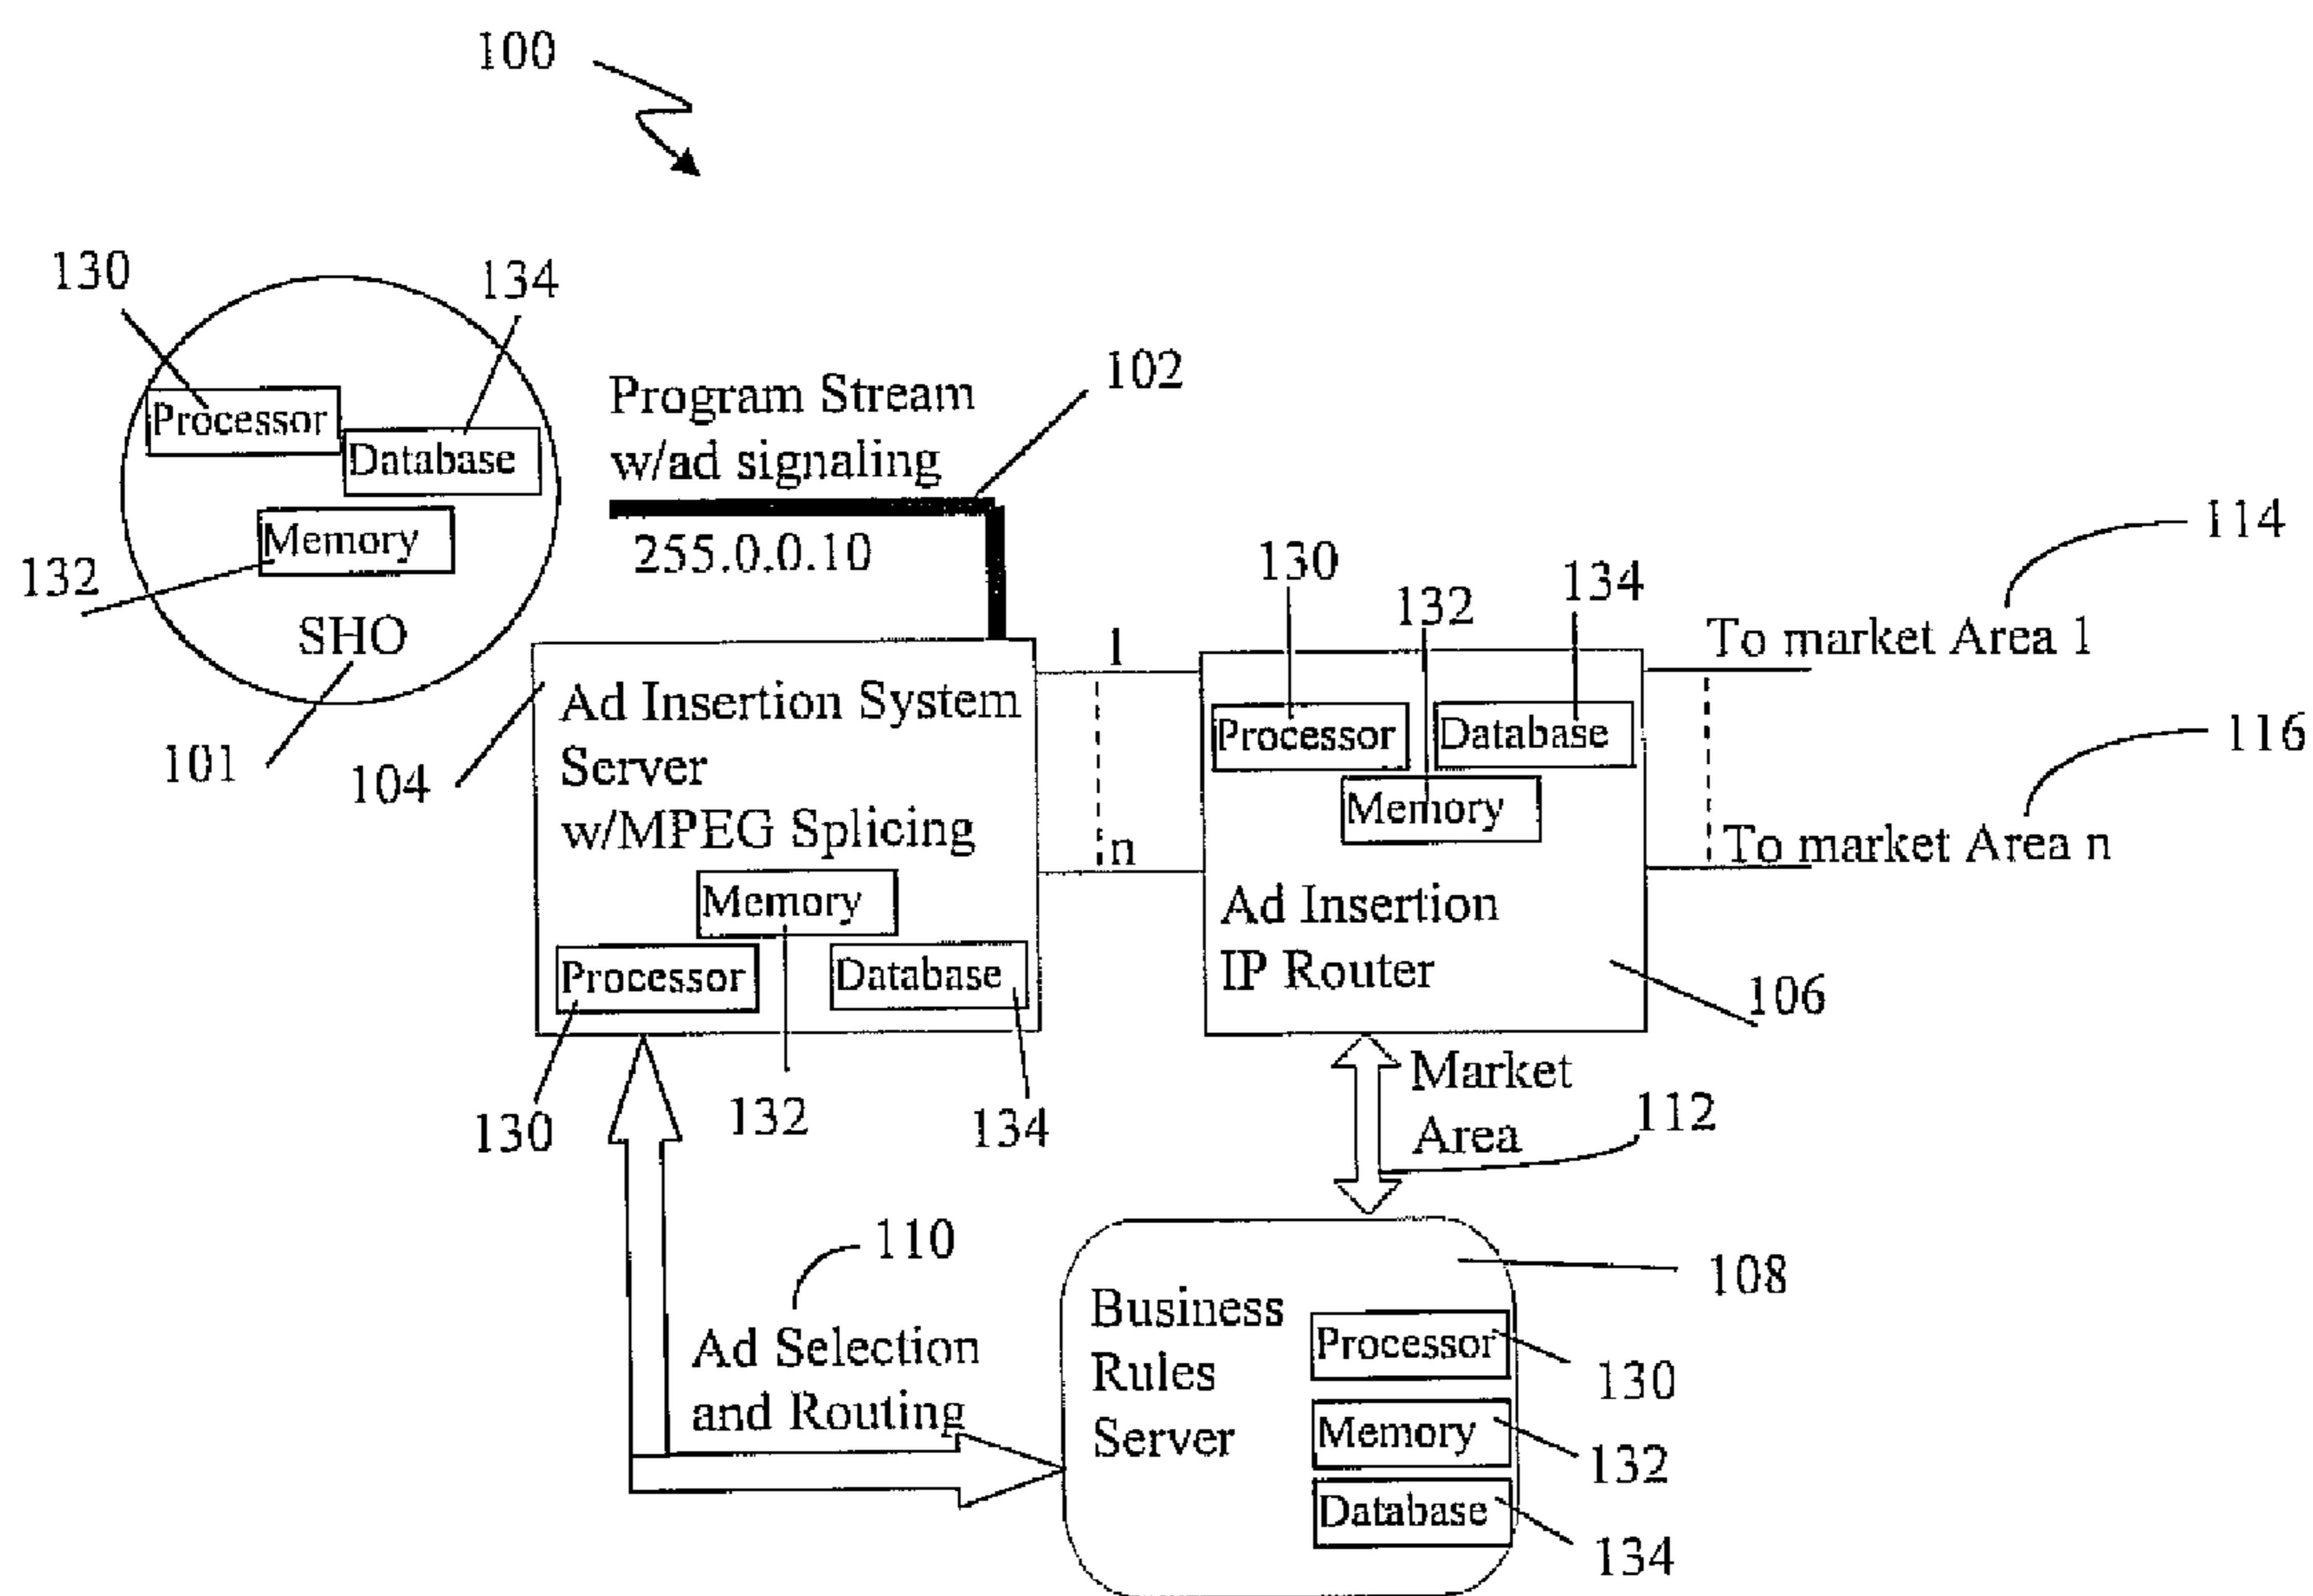 100
130
134
Processor
Database
Memory
132
SHO
101
Program Stream
w/ad signaling
102
255.0.0.10
104
Ad Insertion System
Server
w/MPEG Splicing
Memory
Processor
Database
130
132
134
1
n
130
132
134
Processor
Database
Memory
Ad Insertion
IP Router
106
To market Area 1
114
To market Area n
116
Market
Area
112
110
Ad Selection
and Routing
Business
Rules
Server
108
Processor
130
Memory
132
Database
134